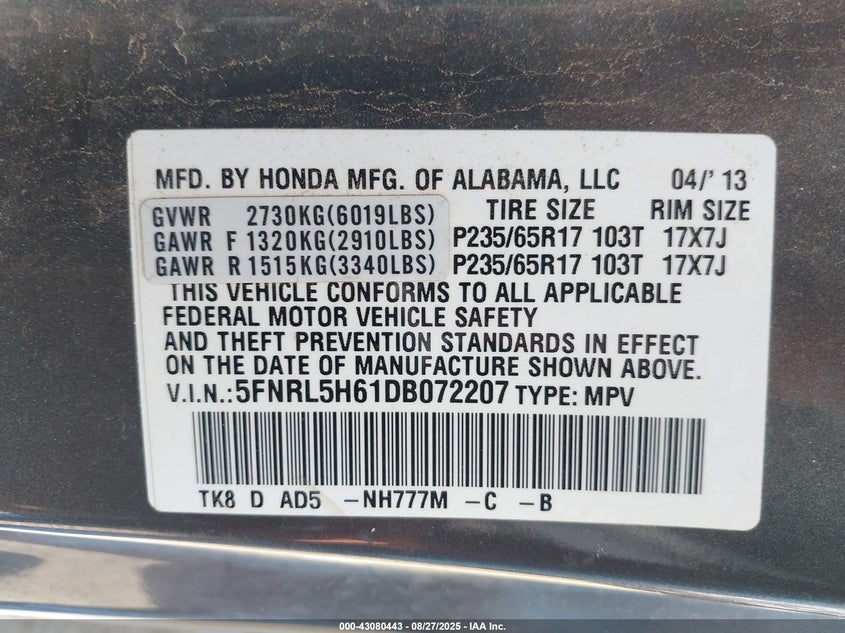 MFD. BY HONDA MFG. OF ALABAMA, LLC 04/' 13
GVWR 2730KG(6019LBS) TIRE SIZE RIM SIZE
GAWR F 1320KG(2910LBS) P235/65R17 103T 17X7J
GAWR R 1515KG(3340LBS) P235/65R17 103T 17X7J
THIS VEHICLE CONFORMS TO ALL APPLICABLE
FEDERAL MOTOR VEHICLE SAFETY
AND THEFT PREVENTION STANDARDS IN EFFECT
ON THE DATE OF MANUFACTURE SHOWN ABOVE.
V.I.N.:5FNRL5H61DB072207 TYPE: MPV
TK8 D AD5 -NH777M -C -B
000-43080443 - 08/27/2025 - IAA Inc.